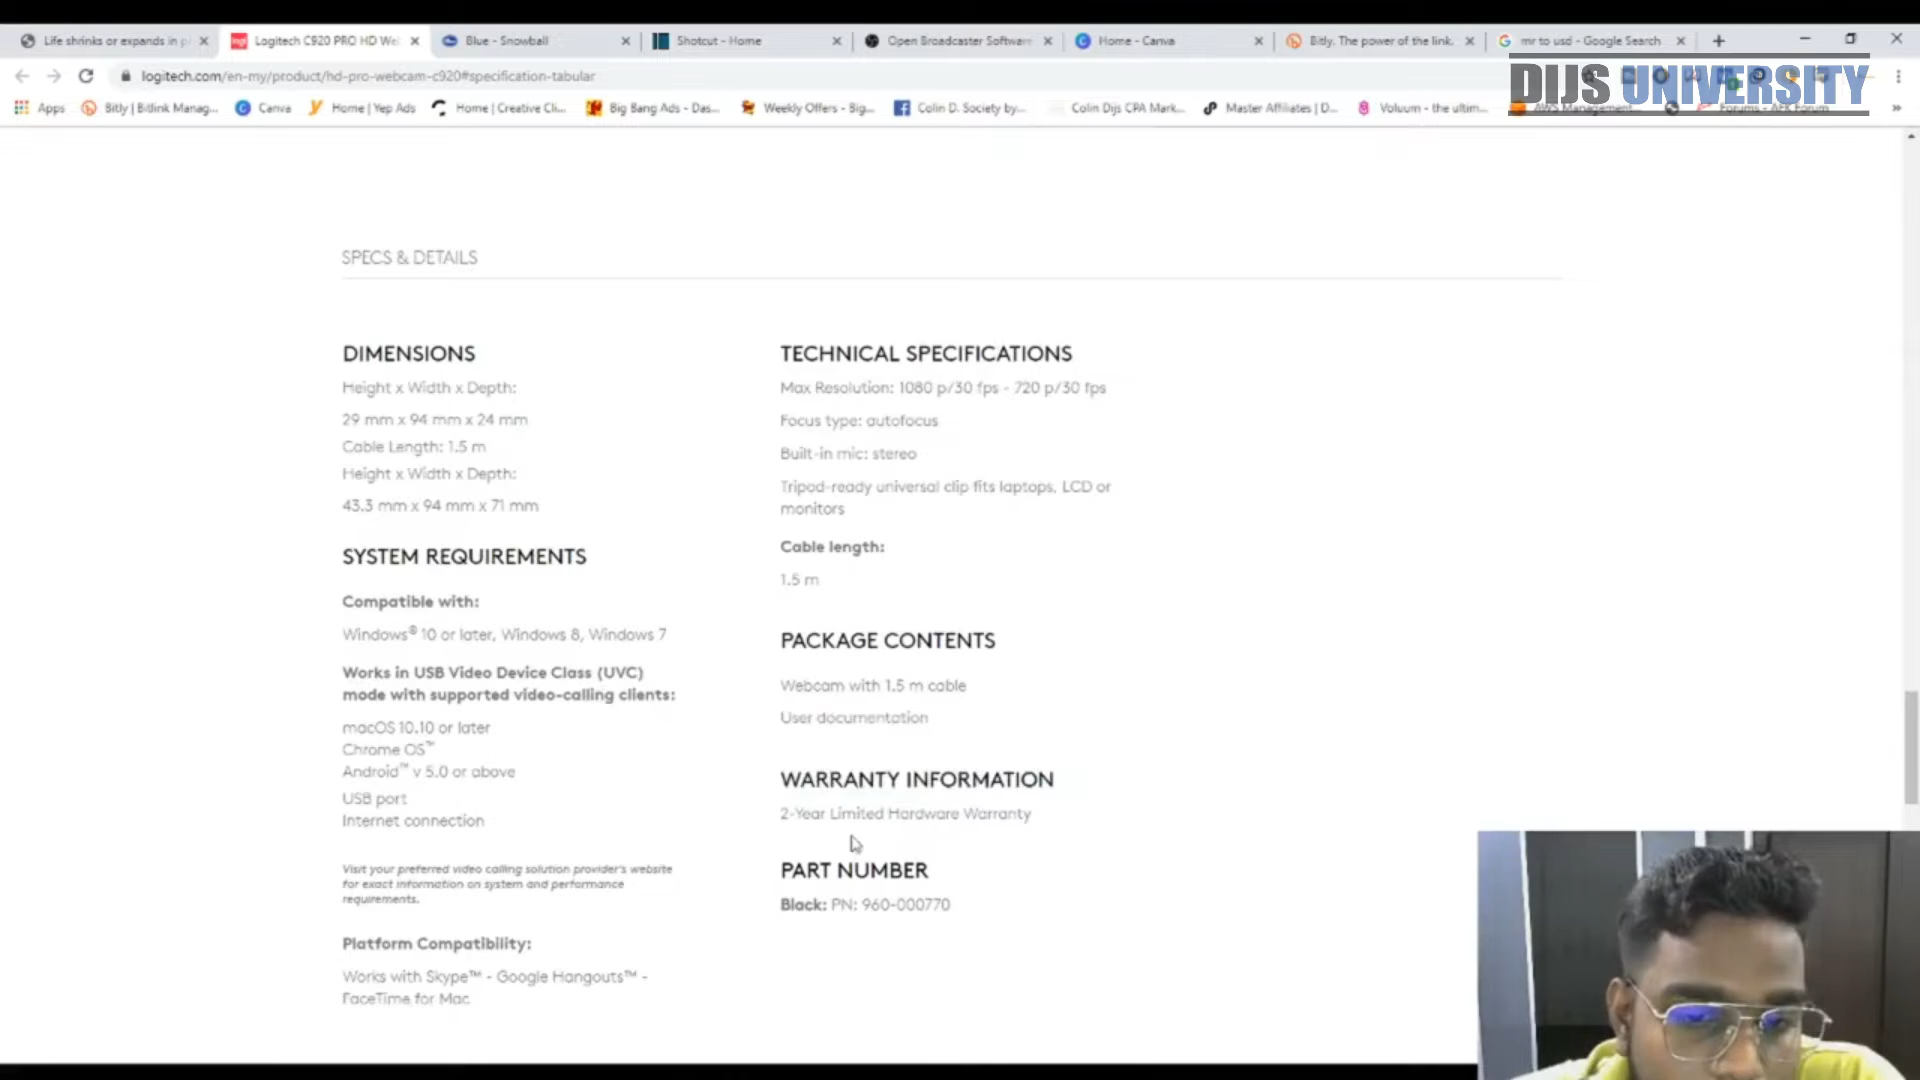 Life shrinks or expands in p
Logitech C920 PRO HD We
Blue - Snowball
Shotcut - Home
Open Broadcaster Software
Home - Canva
Bitly. The power of the link.
mr to usd - Google Search
logitech.com/en-my/product/hd-pro-webcam-c920#specification-tabular
DIJS UNIVERSITY
Apps
Bitly | Bitlink Manag...
Canva
Home | Yep Ads
Home | Creative Cli...
Big Bang Ads - Das...
Weekly Offers - Big...
Colin D. Society by...
Colin Dijs CPA Mark...
Master Affiliates | D...
Voluum - the ultim...
AWS Management...
Forums - AFK Forum
SPECS & DETAILS
DIMENSIONS
Height x Width x Depth:
29 mm x 94 mm x 24 mm
Cable Length: 1.5 m
Height x Width x Depth:
43.3 mm x 94 mm x 71 mm
SYSTEM REQUIREMENTS
Compatible with:
Windows® 10 or later, Windows 8, Windows 7
Works in USB Video Device Class (UVC)
mode with supported video-calling clients:
macOS 10.10 or later
Chrome OS™
Android™ v 5.0 or above
USB port
Internet connection
Visit your preferred video calling solution provider's website
for exact information on system and performance
requirements.
Platform Compatibility:
Works with Skype™ - Google Hangouts™ -
FaceTime for Mac
TECHNICAL SPECIFICATIONS
Max Resolution: 1080 p/30 fps - 720 p/30 fps
Focus type: autofocus
Built-in mic: stereo
Tripod-ready universal clip fits laptops, LCD or
monitors
Cable length:
1.5 m
PACKAGE CONTENTS
Webcam with 1.5 m cable
User documentation
WARRANTY INFORMATION
2-Year Limited Hardware Warranty
PART NUMBER
Black: PN: 960-000770